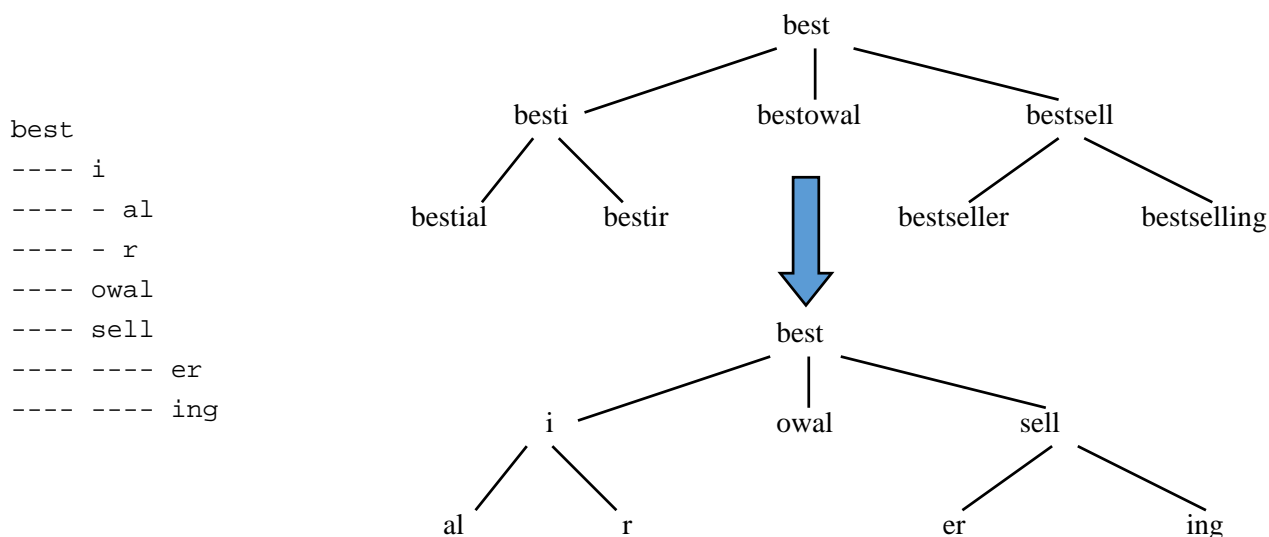 best
---- i
---- - al
---- - r
---- owal
---- sell
---- ---- er
---- ---- ing
best
besti bestowal bestsell
bestial bestir bestseller bestselling
best
i owal sell
al r er ing